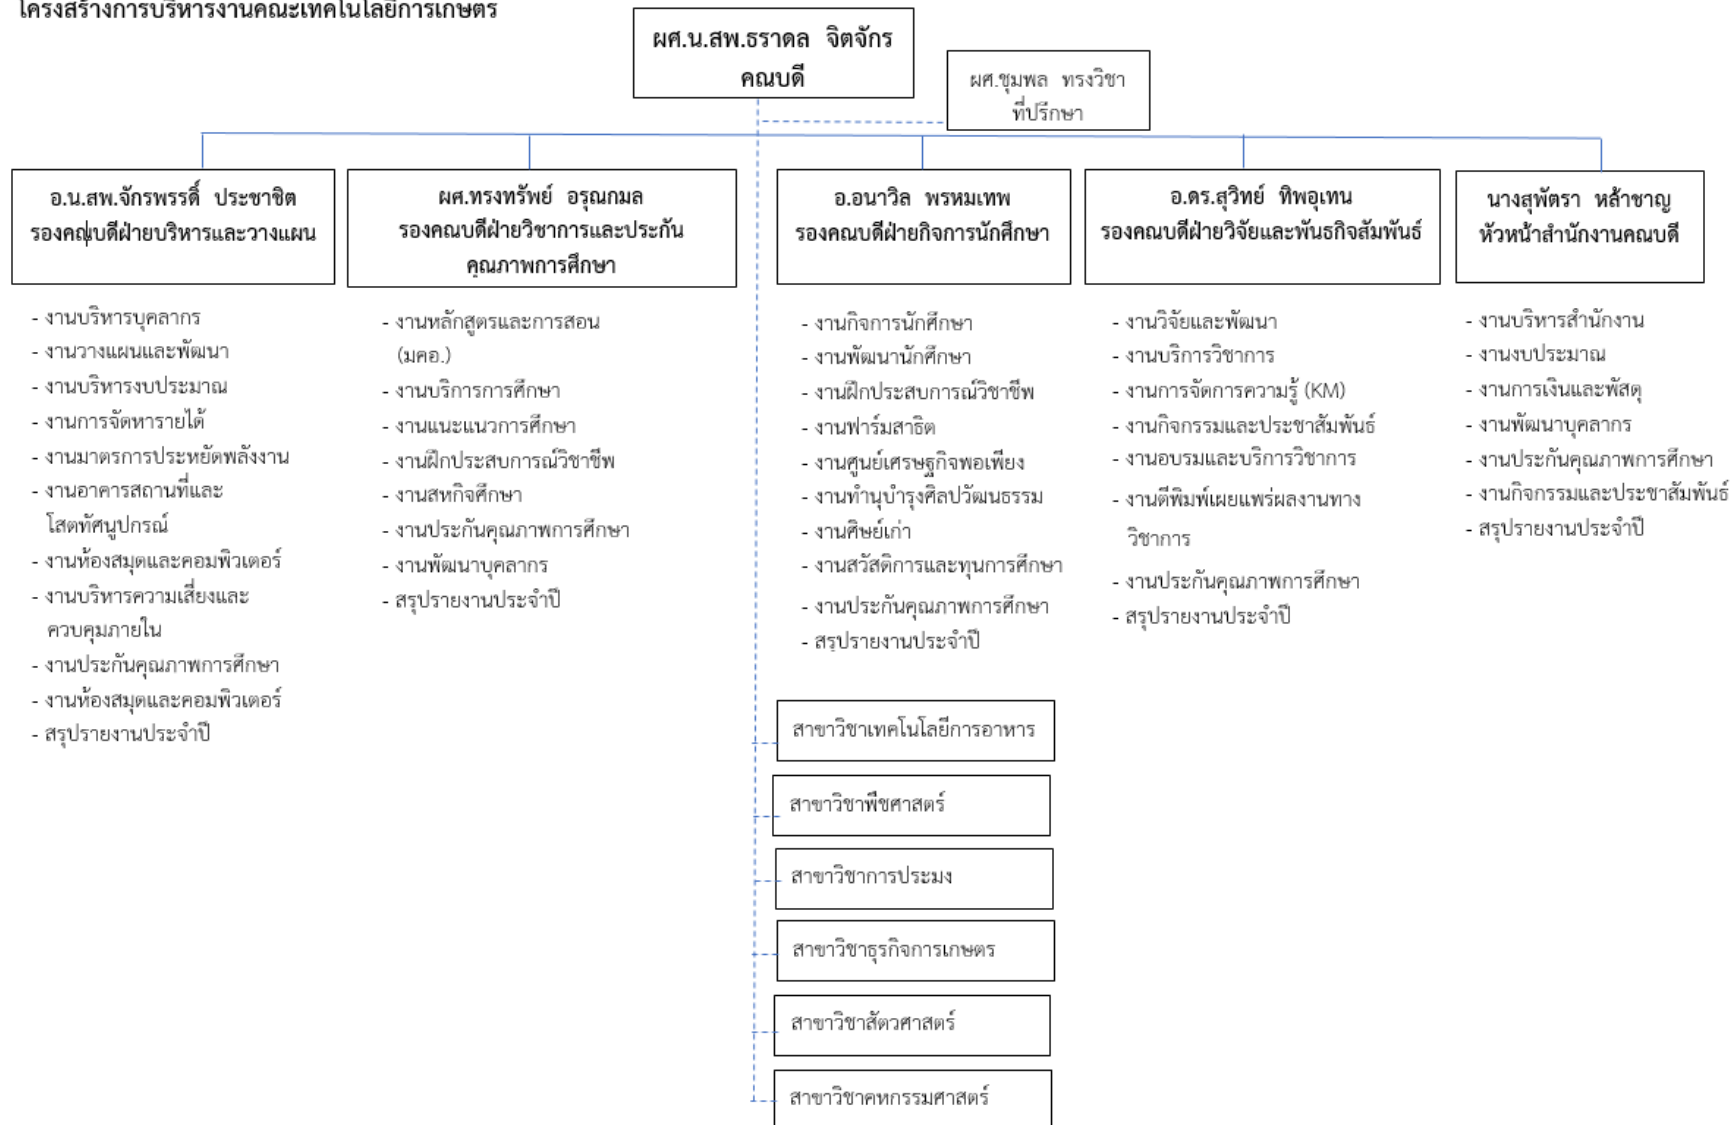 โครงสร้างการบริหารงานคณะเทคโนโลยีการเกษตร
ผศ.น.สพ.ธราดล จิตจักร
คณบดี
ผศ.ชุมพล ทรงวิชา
ที่ปรึกษา
อ.น.สพ.จักรพรรดิ์ ประชาชิต
รองคณบดีฝ่ายบริหารและวางแผน
ผศ.ทรงทรัพย์ อรุณกมล
รองคณบดีฝ่ายวิชาการและประกัน
คุณภาพการศึกษา
อ.อนาวิล พรหมเทพ
รองคณบดีฝ่ายกิจการนักศึกษา
อ.ดร.สุวิทย์ ทิพอุเทน
รองคณบดีฝ่ายวิจัยและพันธกิจสัมพันธ์
นางสุพัตรา หล้าชาญ
หัวหน้าสำนักงานคณบดี
- งานบริหารบุคลากร
- งานวางแผนและพัฒนา
- งานบริหารงบประมาณ
- งานการจัดหารายได้
- งานมาตรการประหยัดพลังงาน
- งานอาคารสถานที่และ
โสตทัศนูปกรณ์
- งานห้องสมุดและคอมพิวเตอร์
- งานบริหารความเสี่ยงและ
ควบคุมภายใน
- งานประกันคุณภาพการศึกษา
- งานห้องสมุดและคอมพิวเตอร์
- สรุปรายงานประจำปี
- งานหลักสูตรและการสอน
(มคอ.)
- งานบริการการศึกษา
- งานแนะแนวการศึกษา
- งานฝึกประสบการณ์วิชาชีพ
- งานสหกิจศึกษา
- งานประกันคุณภาพการศึกษา
- งานพัฒนาบุคลากร
- สรุปรายงานประจำปี
- งานกิจการนักศึกษา
- งานพัฒนานักศึกษา
- งานฝึกประสบการณ์วิชาชีพ
- งานฟาร์มสาธิต
- งานศูนย์เศรษฐกิจพอเพียง
- งานทำนุบำรุงศิลปวัฒนธรรม
- งานศิษย์เก่า
- งานสวัสดิการและทุนการศึกษา
- งานประกันคุณภาพการศึกษา
- สรุปรายงานประจำปี
- งานวิจัยและพัฒนา
- งานบริการวิชาการ
- งานการจัดการความรู้ (KM)
- งานกิจกรรมและประชาสัมพันธ์
- งานอบรมและบริการวิชาการ
- งานตีพิมพ์เผยแพร่ผลงานทาง
วิชาการ
- งานประกันคุณภาพการศึกษา
- สรุปรายงานประจำปี
- งานบริหารสำนักงาน
- งานงบประมาณ
- งานการเงินและพัสดุ
- งานพัฒนาบุคลากร
- งานประกันคุณภาพการศึกษา
- งานกิจกรรมและประชาสัมพันธ์
- สรุปรายงานประจำปี
สาขาวิชาเทคโนโลยีการอาหาร
สาขาวิชาพืชศาสตร์
สาขาวิชาการประมง
สาขาวิชาธุรกิจการเกษตร
สาขาวิชาสัตวศาสตร์
สาขาวิชาคหกรรมศาสตร์